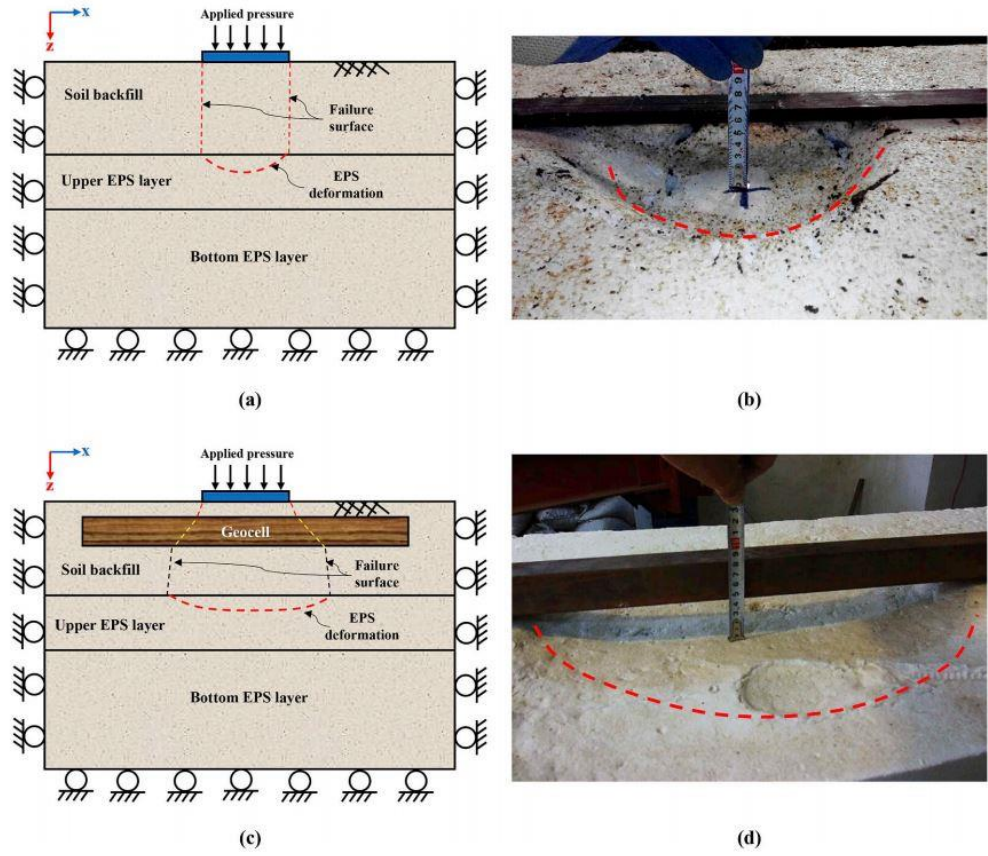 Applied pressure
x
z
Soil backfill
Failure
surface
Upper EPS layer
EPS
deformation
Bottom EPS layer
(a)
(b)
Applied pressure
x
z
Geocell
Soil backfill
Failure
surface
Upper EPS layer
EPS
deformation
Bottom EPS layer
(c)
(d)